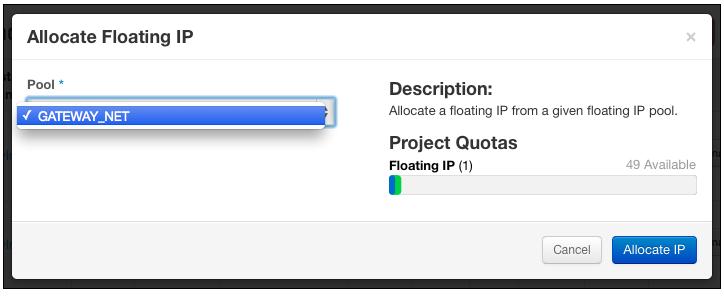 Allocate Floating IP
×
Pool *
✓ GATEWAY_NET
Description:
Allocate a floating IP from a given floating IP pool.
Project Quotas
Floating IP (1) 49 Available
Cancel Allocate IP